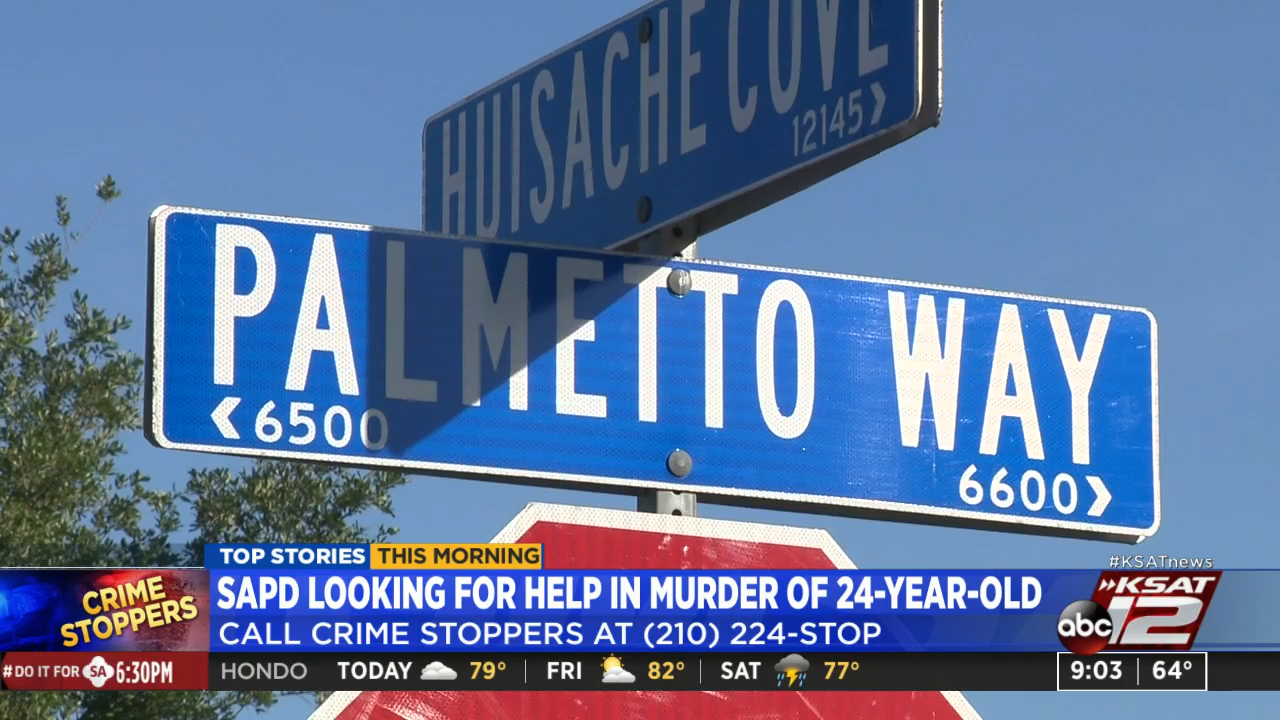 HUISACHE COVE
12145 >
PALMETTO WAY
< 6500
6600 >
TOP STORIES THIS MORNING
#KSATnews
CRIME STOPPERS
SAPD LOOKING FOR HELP IN MURDER OF 24-YEAR-OLD
CALL CRIME STOPPERS AT (210) 224-STOP
abc KSAT 12
#DO IT FOR SA 6:30PM
HONDO TODAY 79° FRI 82° SAT 77°
9:03 64°